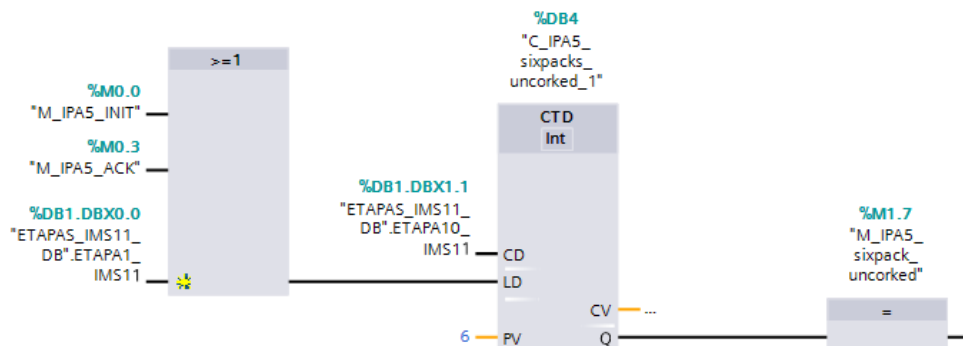 >=1
%M0.0
"M_IPA5_INIT"
%M0.3
"M_IPA5_ACK"
%DB1.DBX0.0
"ETAPAS_IMS11_
DB".ETAPA1_
IMS11
%DB4
"C_IPA5_
sixpacks_
uncorked_1"
CTD
Int
%DB1.DBX1.1
"ETAPAS_IMS11_
DB".ETAPA10_
IMS11
CD
LD
CV
...
6
PV
Q
%M1.7
"M_IPA5_
sixpack_
uncorked"
=